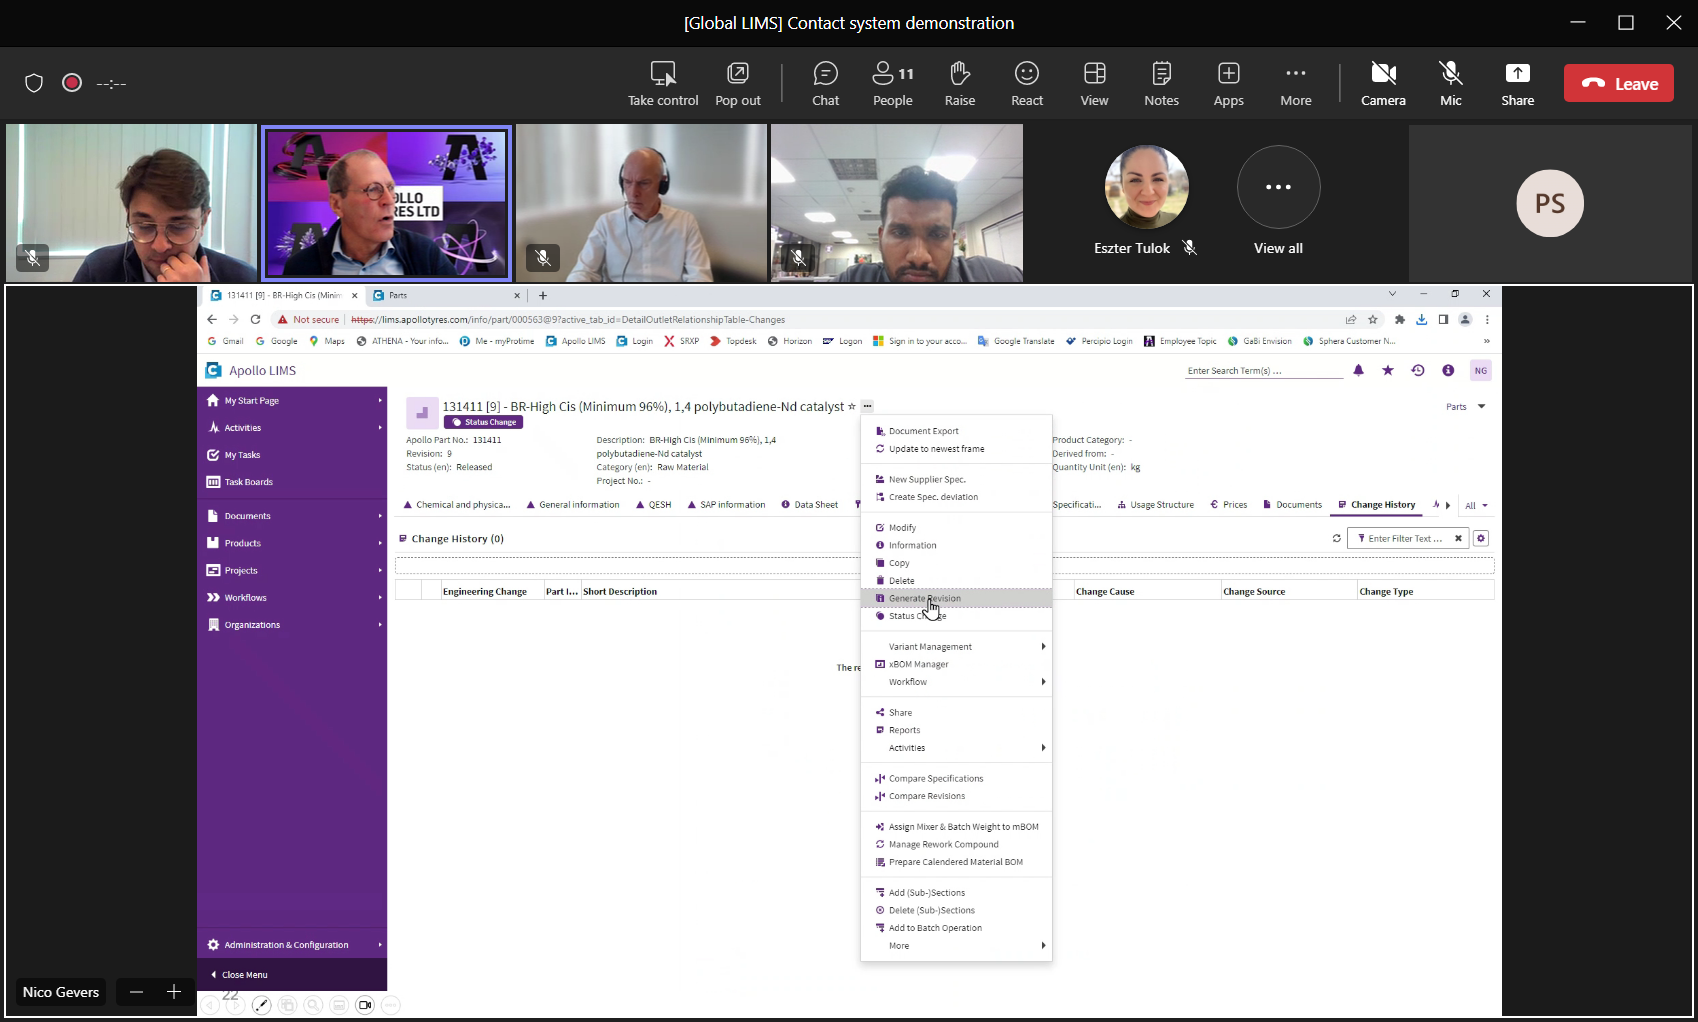 [Global LIMS] Contact system demonstration
--:--
Take control
Pop out
Chat
11
People
Raise
React
View
Notes
Apps
More
Camera
Mic
Share
Leave
LLO
RES LTD
Eszter Tulok
View all
PS
131411 [9] - BR-High Cis (Minim
Parts
Not secure
https://lims.apollotyres.com/info/part/000563@9?active_tab_id=DetailOutletRelationshipTable-Changes
Gmail
Google
Maps
ATHENA - Your info...
Me - myProtime
Apollo LIMS
Login
SRXP
Topdesk
Horizon
Logon
Sign in to your acco...
Google Translate
Percipio Login
Employee Topic
GaBi Envision
Sphera Customer N...
»
Apollo LIMS
Enter Search Term(s) ...
NG
My Start Page
Activities
My Tasks
Task Boards
Documents
Products
Projects
Workflows
Organizations
Administration & Configuration
Close Menu
131411 [9] - BR-High Cis (Minimum 96%), 1,4 polybutadiene-Nd catalyst
Parts
Status Change
Apollo Part No.: 131411
Revision: 9
Status (en): Released
Description: BR-High Cis (Minimum 96%), 1,4
polybutadiene-Nd catalyst
Category (en): Raw Material
Project No.: -
Product Category: -
Derived from: -
Quantity Unit (en): kg
Chemical and physica...
General information
QESH
SAP information
Data Sheet
Specificati...
Usage Structure
Prices
Documents
Change History
All
Change History (0)
Enter Filter Text ...
Engineering Change
Part I...
Short Description
Change Cause
Change Source
Change Type
The re
Document Export
Update to newest frame
New Supplier Spec.
Create Spec. deviation
Modify
Information
Copy
Delete
Generate Revision
Status Change
Variant Management
xBOM Manager
Workflow
Share
Reports
Activities
Compare Specifications
Compare Revisions
Assign Mixer & Batch Weight to mBOM
Manage Rework Compound
Prepare Calendered Material BOM
Add (Sub-)Sections
Delete (Sub-)Sections
Add to Batch Operation
More
Nico Gevers
22